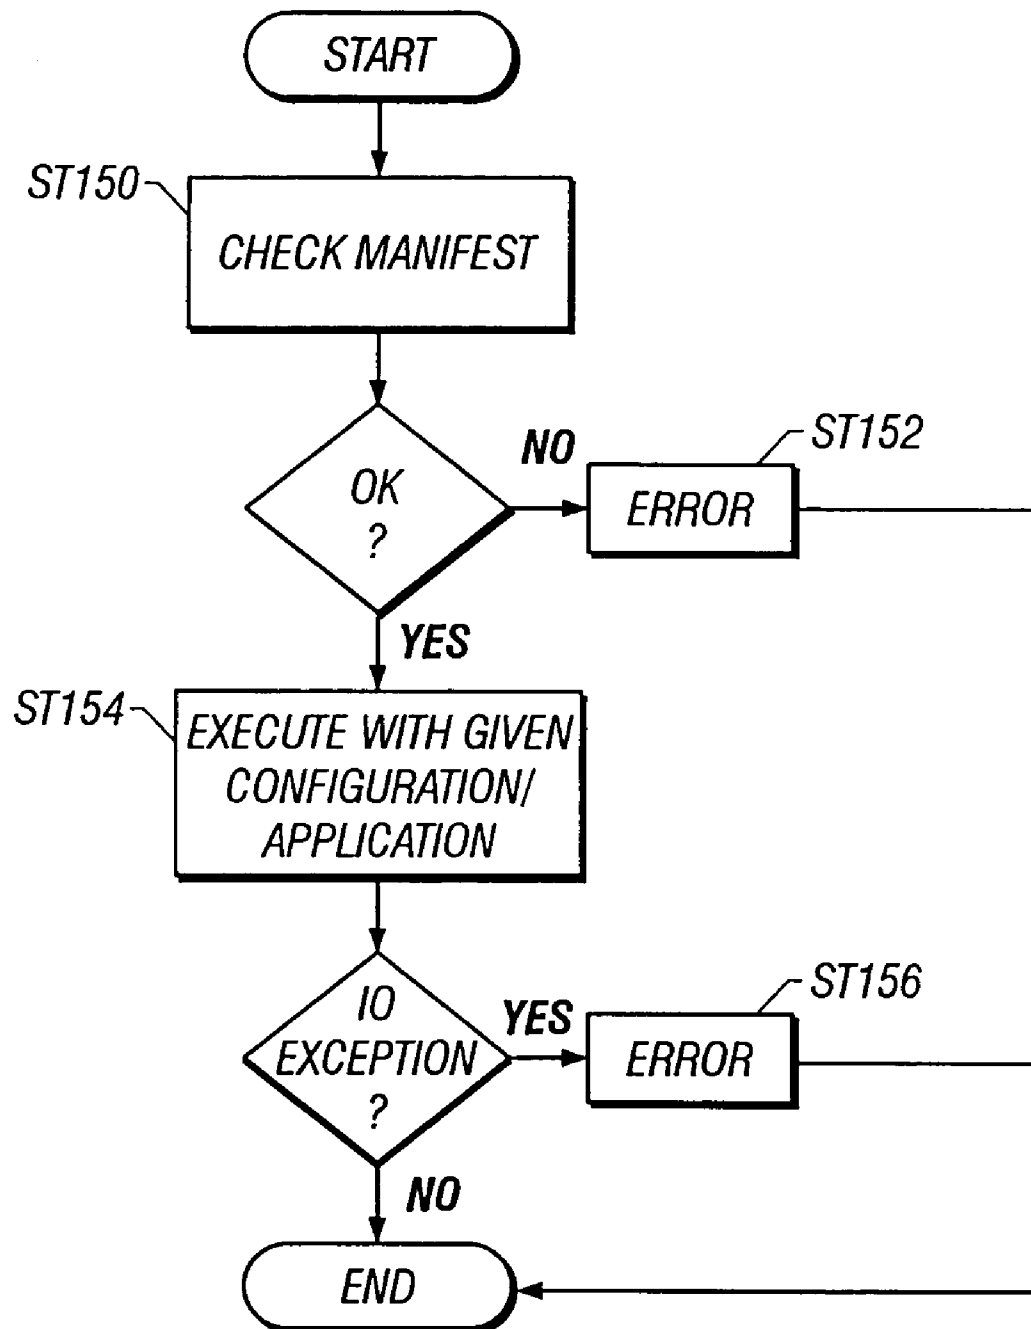 START
ST150
CHECK MANIFEST
OK
?
NO
ST152
ERROR
YES
ST154
EXECUTE WITH GIVEN
CONFIGURATION/
APPLICATION
IO
EXCEPTION
?
YES
ST156
ERROR
NO
END